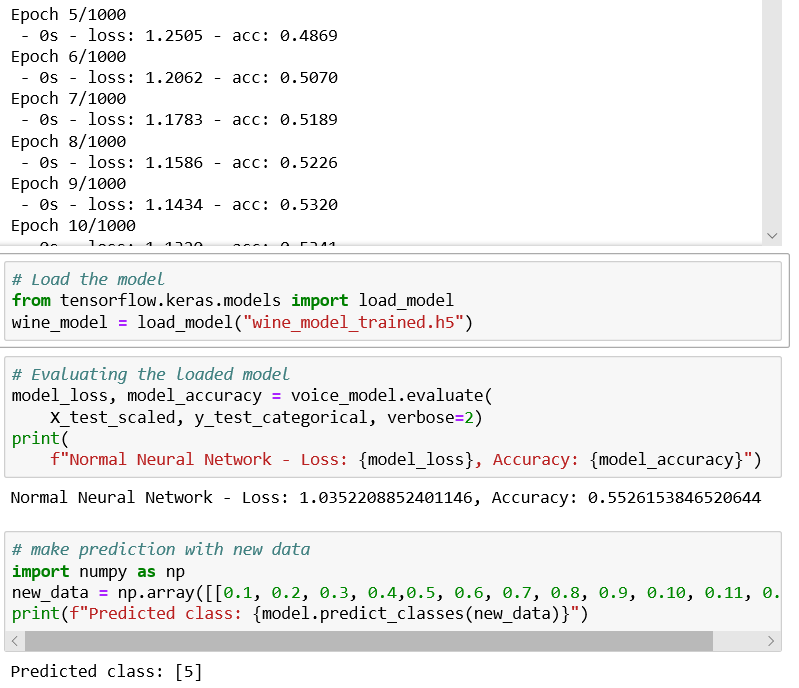 Epoch 5/1000
 - 0s - loss: 1.2505 - acc: 0.4869
Epoch 6/1000
 - 0s - loss: 1.2062 - acc: 0.5070
Epoch 7/1000
 - 0s - loss: 1.1783 - acc: 0.5189
Epoch 8/1000
 - 0s - loss: 1.1586 - acc: 0.5226
Epoch 9/1000
 - 0s - loss: 1.1434 - acc: 0.5320
Epoch 10/1000
 - 0s - loss: 1.1320 - acc: 0.5341
# Load the model
from tensorflow.keras.models import load_model
wine_model = load_model("wine_model_trained.h5")
# Evaluating the loaded model
model_loss, model_accuracy = voice_model.evaluate(
    X_test_scaled, y_test_categorical, verbose=2)
print(
    f"Normal Neural Network - Loss: {model_loss}, Accuracy: {model_accuracy}")
Normal Neural Network - Loss: 1.0352208852401146, Accuracy: 0.5526153846520644
# make prediction with new data
import numpy as np
new_data = np.array([[0.1, 0.2, 0.3, 0.4,0.5, 0.6, 0.7, 0.8, 0.9, 0.10, 0.11, 0.
print(f"Predicted class: {model.predict_classes(new_data)}")
Predicted class: [5]